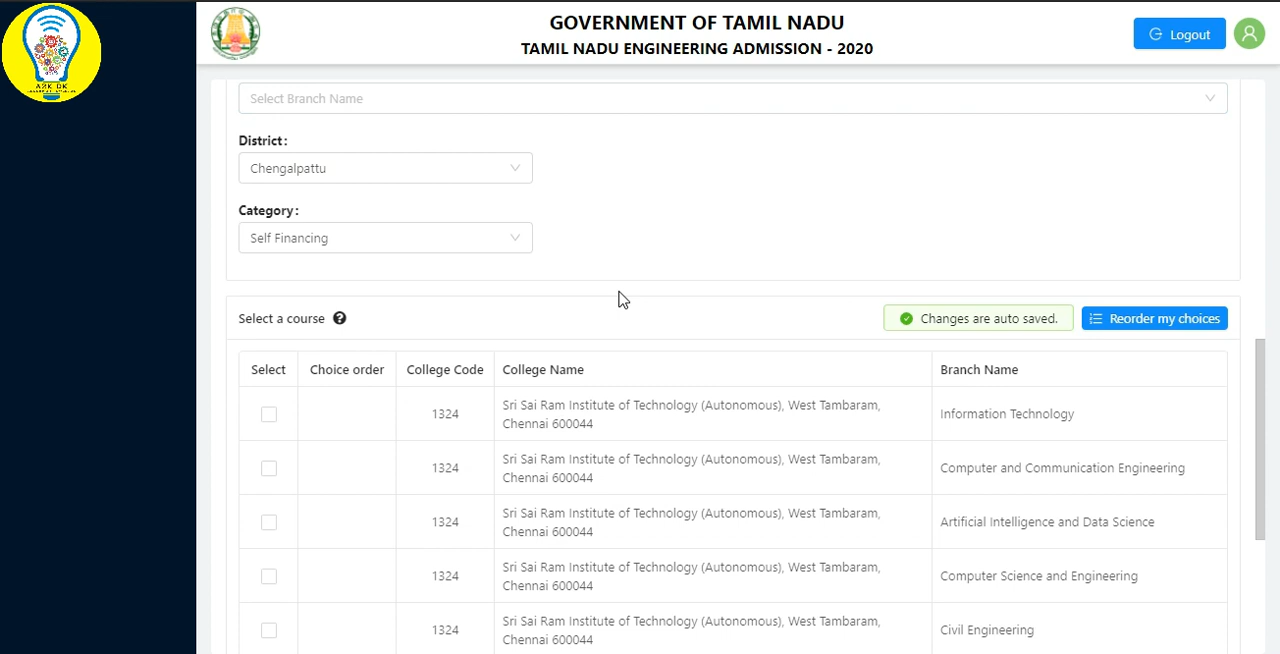 A2K DK
GOVERNMENT OF TAMIL NADU
TAMIL NADU ENGINEERING ADMISSION - 2020
Logout
Select Branch Name
District :
Chengalpattu
Category :
Self Financing
Select a course
Changes are auto saved.
Reorder my choices
Select Choice order College Code College Name Branch Name
1324 Sri Sai Ram Institute of Technology (Autonomous), West Tambaram, Information Technology
Chennai 600044
1324 Sri Sai Ram Institute of Technology (Autonomous), West Tambaram, Computer and Communication Engineering
Chennai 600044
1324 Sri Sai Ram Institute of Technology (Autonomous), West Tambaram, Artificial Intelligence and Data Science
Chennai 600044
1324 Sri Sai Ram Institute of Technology (Autonomous), West Tambaram, Computer Science and Engineering
Chennai 600044
1324 Sri Sai Ram Institute of Technology (Autonomous), West Tambaram, Civil Engineering
Chennai 600044